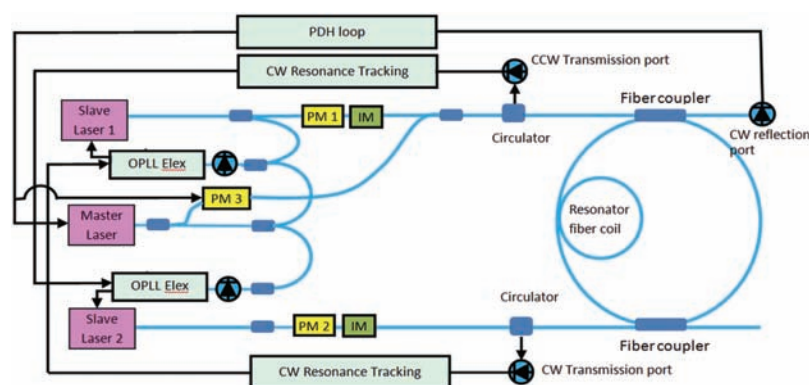 PDH loop
CCW Transmission port
CW Resonance Tracking
Slave
Laser 1
PM 1
IM
Circulator
Fiber coupler
CW reflection
port
OPLL Elex
PM 3
Master
Laser
Resonator
fiber coil
OPLL Elex
Circulator
Slave
Laser 2
PM 2
IM
Fiber coupler
CW Resonance Tracking
CW Transmission port